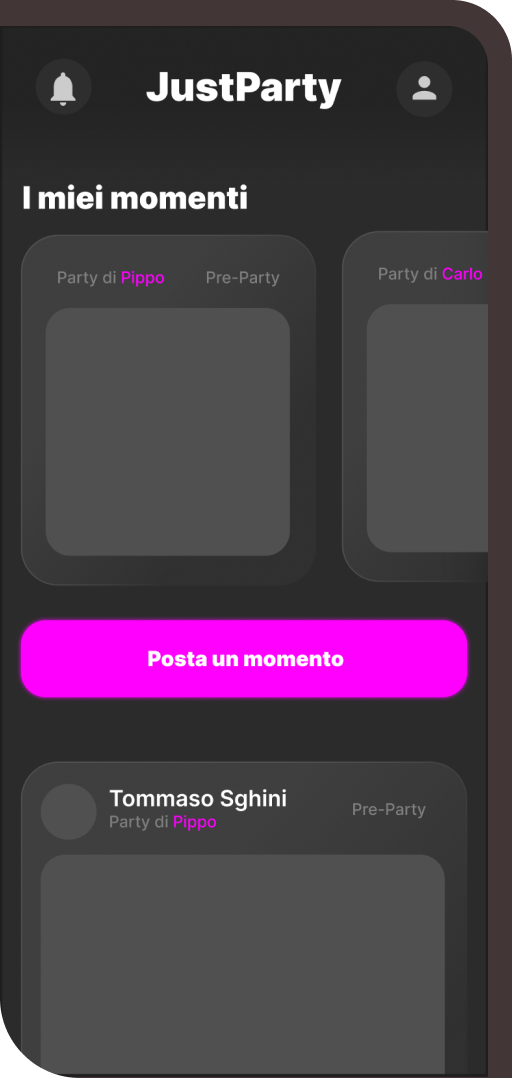 JustParty
I miei momenti
Party di Pippo
Pre-Party
Party di Carlo
Posta un momento
Tommaso Sghini
Party di Pippo
Pre-Party